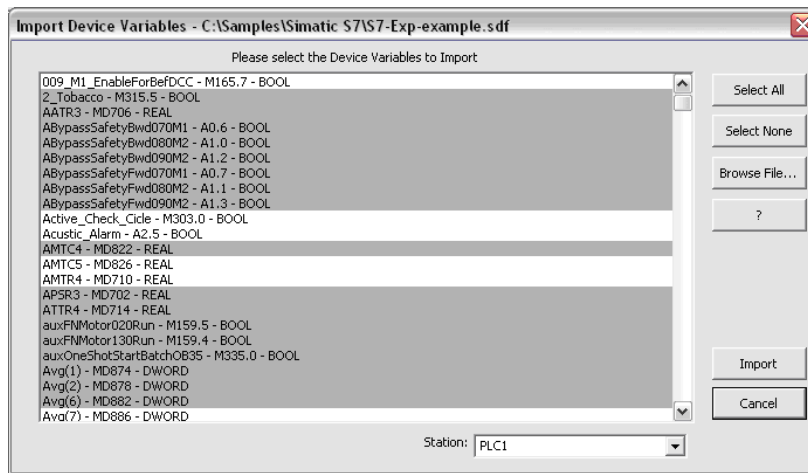 Import Device Variables - C:\Samples\Simatic S7\S7-Exp-example.sdf
Please select the Device Variables to Import
009_M1_EnableForBefDCC - M165.7 - BOOL
2_Tobacco - M315.5 - BOOL
AATR3 - MD706 - REAL
ABypassSafetyBwd070M1 - A0.6 - BOOL
ABypassSafetyBwd080M2 - A1.0 - BOOL
ABypassSafetyBwd090M2 - A1.2 - BOOL
ABypassSafetyFwd070M1 - A0.7 - BOOL
ABypassSafetyFwd080M2 - A1.1 - BOOL
ABypassSafetyFwd090M2 - A1.3 - BOOL
Active_Check_Cicle - M303.0 - BOOL
Acustic_Alarm - A2.5 - BOOL
AMTC4 - MD822 - REAL
AMTC5 - MD826 - REAL
AMTR4 - MD710 - REAL
APSR3 - MD702 - REAL
ATTR4 - MD714 - REAL
auxFNMotor020Run - M159.5 - BOOL
auxFNMotor130Run - M159.4 - BOOL
auxOneShotStartBatchOB35 - M335.0 - BOOL
Avg(1) - MD874 - DWORD
Avg(2) - MD878 - DWORD
Avg(6) - MD882 - DWORD
Avg(7) - MD886 - DWORD
Select All
Select None
Browse File...
?
Import
Cancel
Station: PLC1